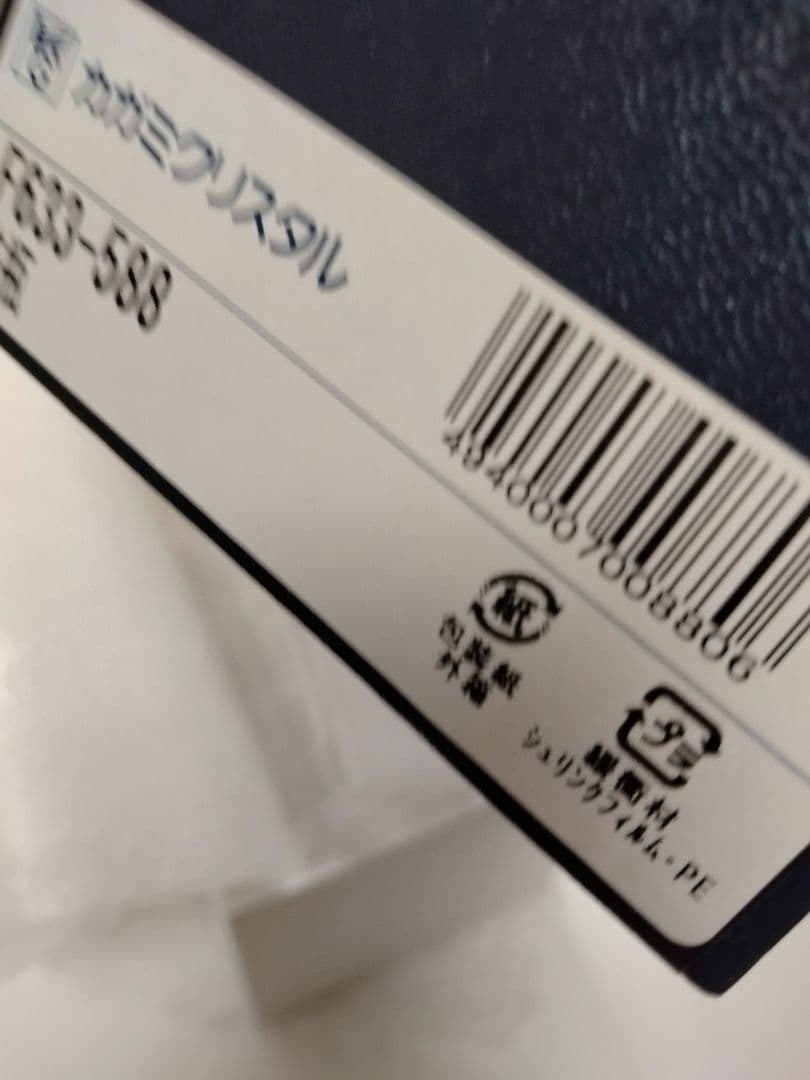 カガミクリスタル
F633-588
4940007008806
紙
包装紙
外箱
プラ
緩衝材
シュリンクフィルム・PE